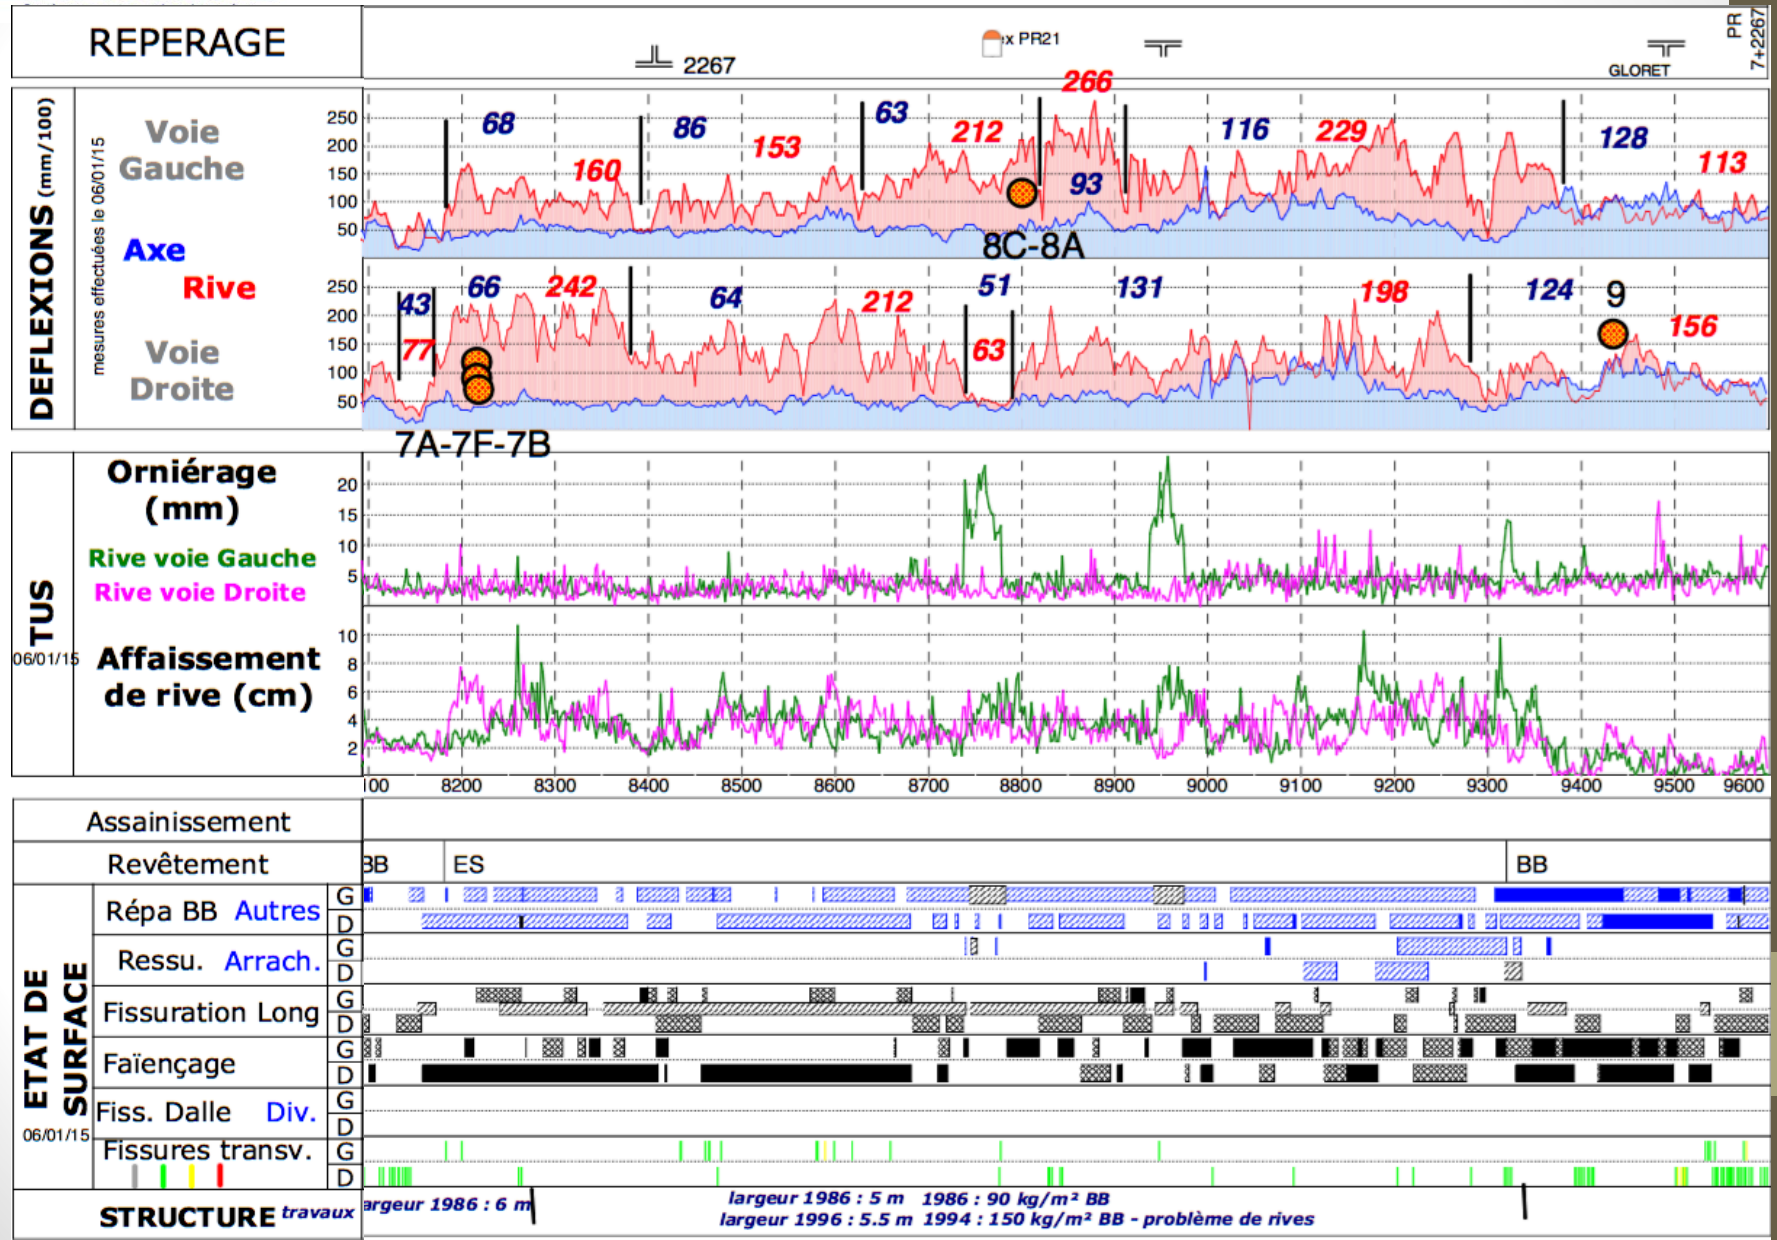 REPERAGE
2267
ex PR21
GLORET
PR
7+2267
DEFLEXIONS (mm/100)
mesures effectuées le 06/01/15
Voie
Gauche
Axe
Rive
Voie
Droite
250
200
150
100
50
68
160
86
153
63
212
266
93
116
229
128
113
8C-8A
250
200
150
100
50
43
77
66
242
64
212
51
63
131
198
124
9
156
7A-7F-7B
TUS
06/01/15
Orniérage
(mm)
Rive voie Gauche
Rive voie Droite
20
15
10
5
Affaissement
de rive (cm)
10
8
6
4
2
100 8200 8300 8400 8500 8600 8700 8800 8900 9000 9100 9200 9300 9400 9500 9600
Assainissement
Revêtement
BB
ES
BB
ETAT DE
SURFACE
06/01/15
Répa BB Autres
G
D
Ressu. Arrach.
G
D
Fissuration Long
G
D
Faïençage
G
D
Fiss. Dalle Div.
G
D
Fissures transv.
G
D
STRUCTURE travaux
argeur 1986 : 6 m
largeur 1986 : 5 m 1986 : 90 kg/m² BB
largeur 1996 : 5.5 m 1994 : 150 kg/m² BB - problème de rives